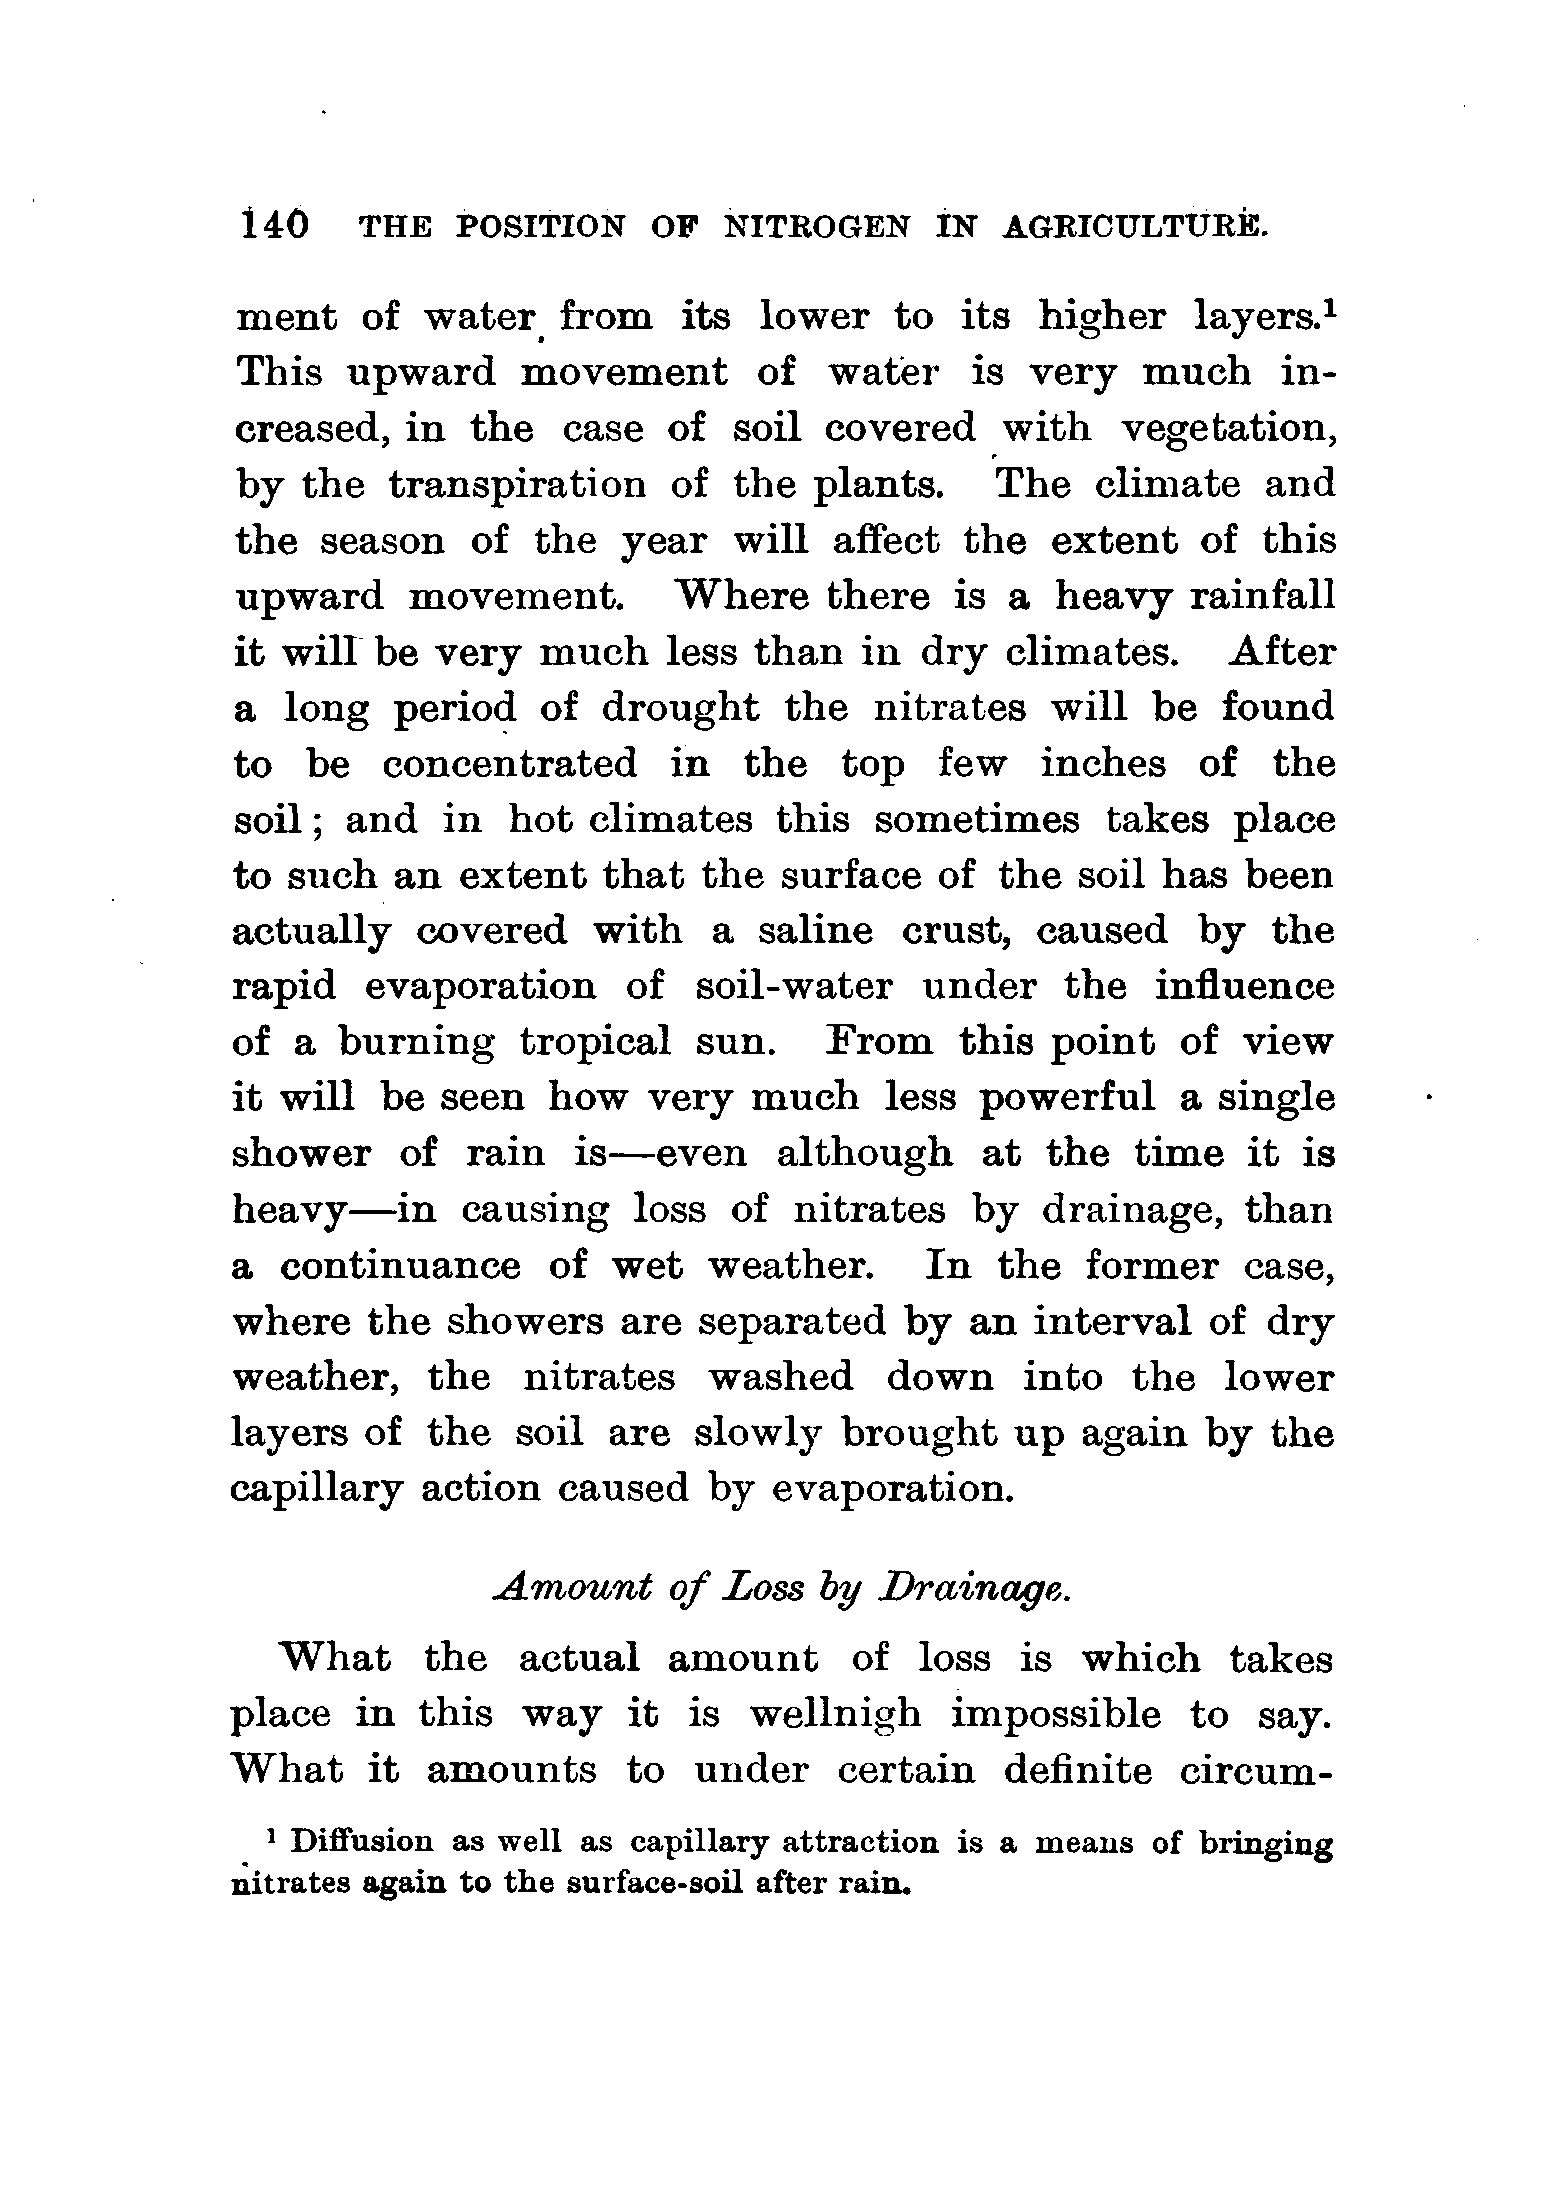 140 THE POSITION OF NITROGEN IN AGRICULTURE.
ment of water from its lower to its higher layers.¹
This upward movement of water is very much in-
creased, in the case of soil covered with vegetation,
by the transpiration of the plants. The climate and
the season of the year will affect the extent of this
upward movement. Where there is a heavy rainfall
it will be very much less than in dry climates. After
a long period of drought the nitrates will be found
to be concentrated in the top few inches of the
soil; and in hot climates this sometimes takes place
to such an extent that the surface of the soil has been
actually covered with a saline crust, caused by the
rapid evaporation of soil-water under the influence
of a burning tropical sun. From this point of view
it will be seen how very much less powerful a single
shower of rain is—even although at the time it is
heavy—in causing loss of nitrates by drainage, than
a continuance of wet weather. In the former case,
where the showers are separated by an interval of dry
weather, the nitrates washed down into the lower
layers of the soil are slowly brought up again by the
capillary action caused by evaporation.
Amount of Loss by Drainage.
What the actual amount of loss is which takes
place in this way it is wellnigh impossible to say.
What it amounts to under certain definite circum-
¹ Diffusion as well as capillary attraction is a means of bringing
nitrates again to the surface-soil after rain.